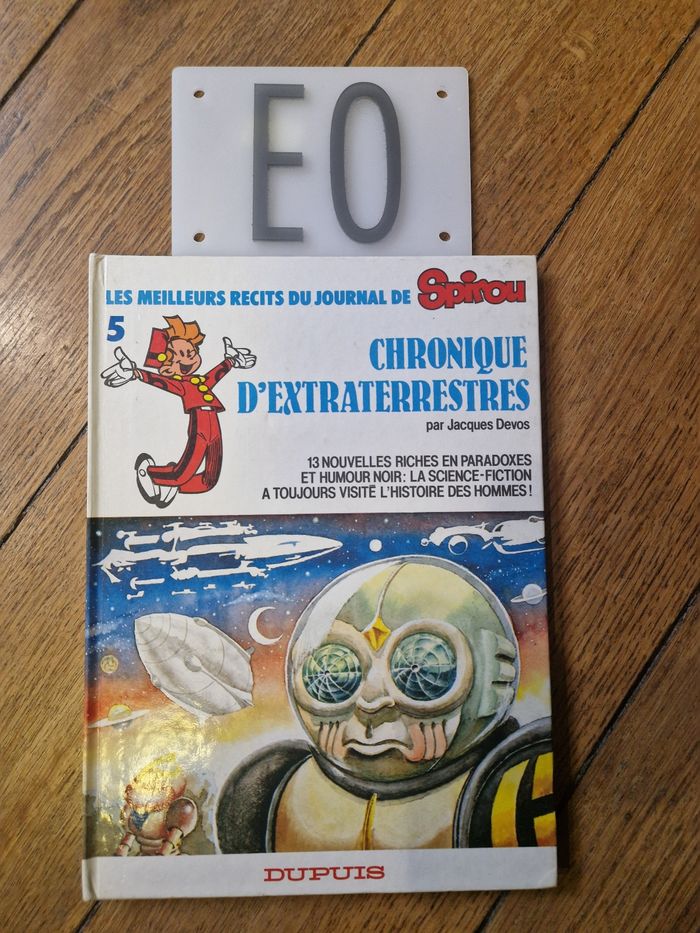 EO
LES MEILLEURS RECITS DU JOURNAL DE Spirou
5
CHRONIQUE
D'EXTRATERRESTRES
par Jacques Devos
13 NOUVELLES RICHES EN PARADOXES
ET HUMOUR NOIR: LA SCIENCE-FICTION
A TOUJOURS VISITÉ L'HISTOIRE DES HOMMES!
DUPUIS